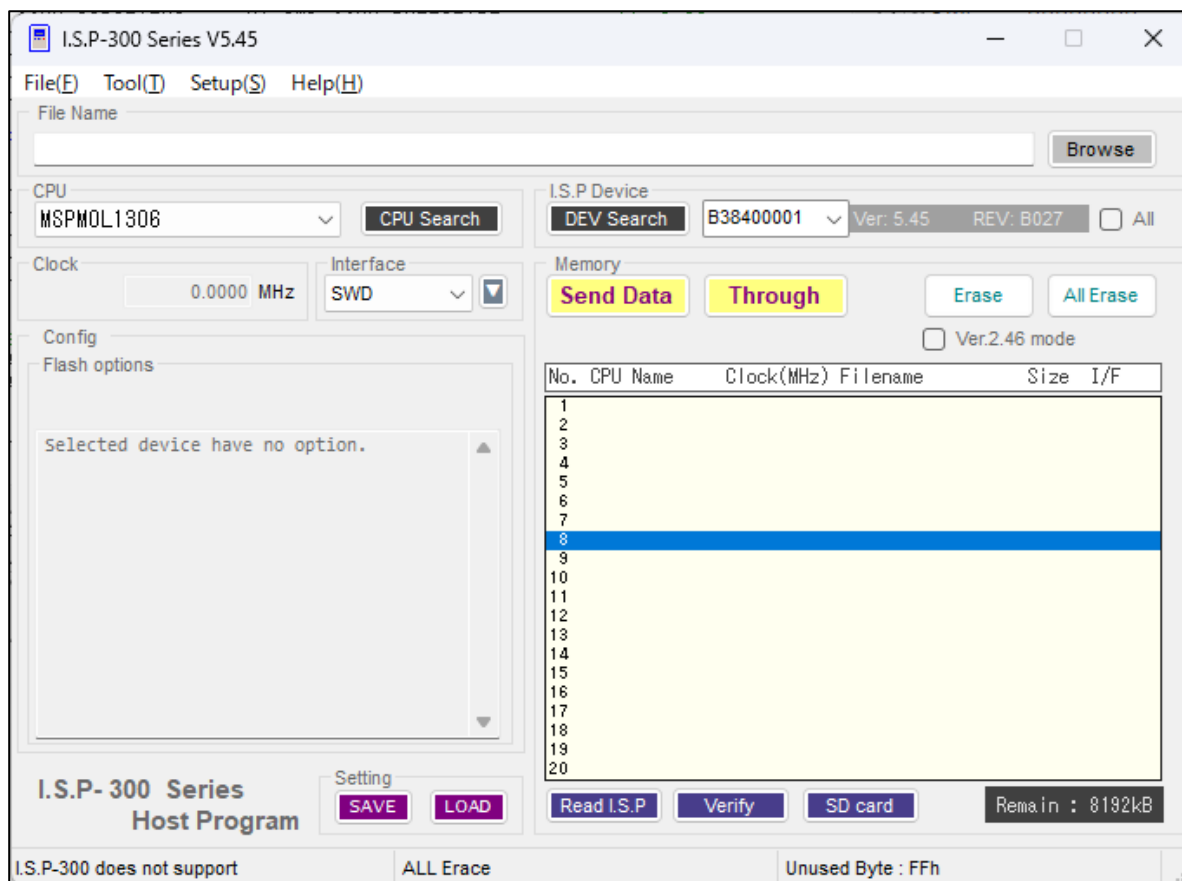 I.S.P-300 Series V5.45
File(F) Tool(T) Setup(S) Help(H)
File Name
Browse
CPU
MSPM0L1306
CPU Search
I.S.P Device
DEV Search
B38400001
Ver: 5.45 REV: B027
All
Clock
0.0000 MHz
Interface
SWD
Memory
Send Data
Through
Erase
All Erase
Ver.2.46 mode
Config
Flash options
Selected device have no option.
No. CPU Name Clock(MHz) Filename Size I/F
1
2
3
4
5
6
7
8
9
10
11
12
13
14
15
16
17
18
19
20
I.S.P- 300 Series
Host Program
Setting
SAVE
LOAD
Read I.S.P
Verify
SD card
Remain : 8192kB
I.S.P-300 does not support
ALL Erace
Unused Byte : FFh